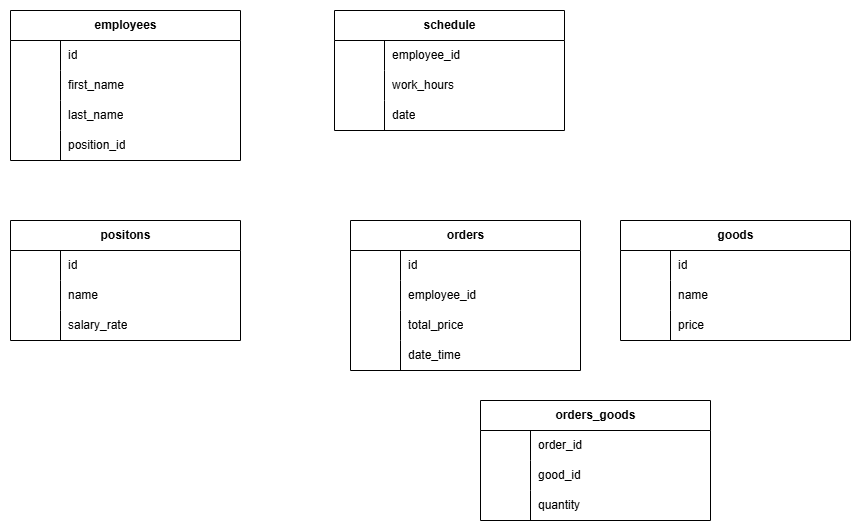 employees
id
first_name
last_name
position_id
schedule
employee_id
work_hours
date
positons
id
name
salary_rate
orders
id
employee_id
total_price
date_time
goods
id
name
price
orders_goods
order_id
good_id
quantity